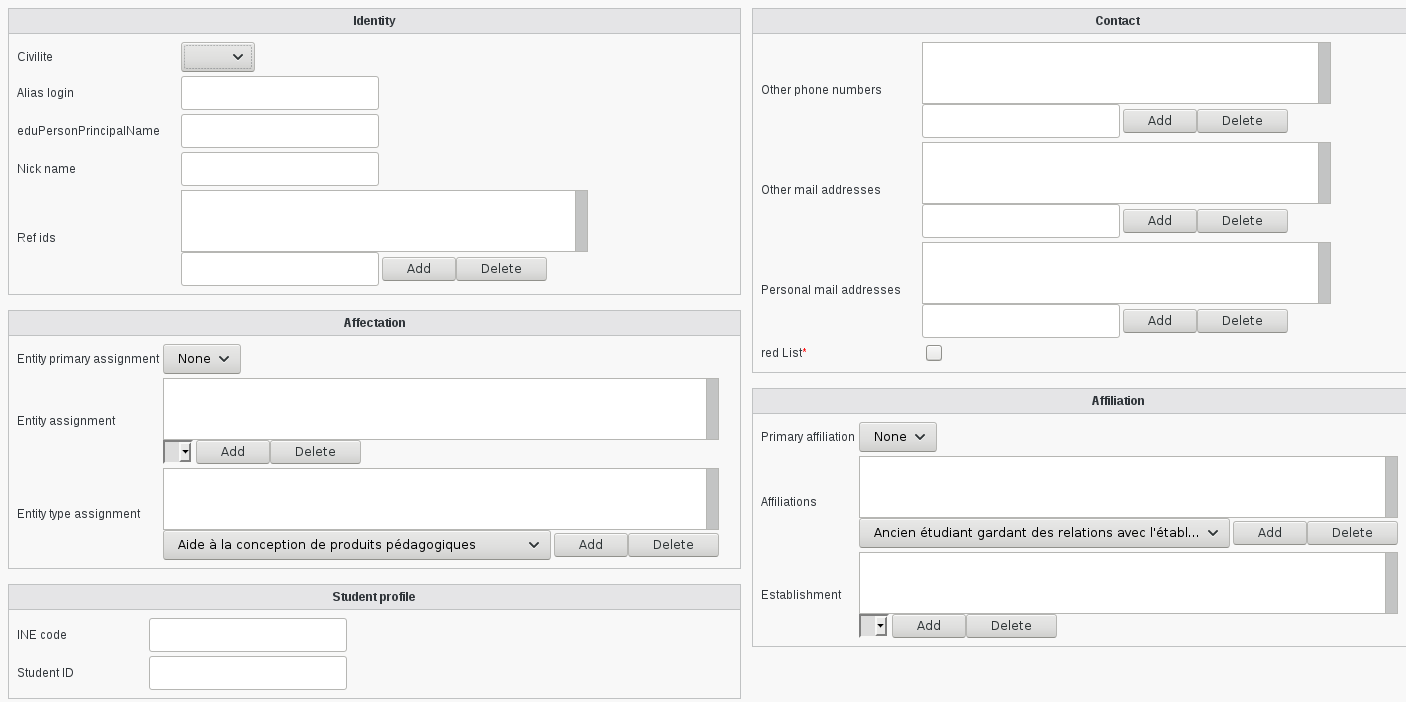 Identity
Civilite
Alias login
eduPersonPrincipalName
Nick name
Ref ids
Add Delete
Affectation
Entity primary assignment None
Entity assignment
Add Delete
Entity type assignment
Aide à la conception de produits pédagogiques Add Delete
Student profile
INE code
Student ID
Contact
Other phone numbers
Add Delete
Other mail addresses
Add Delete
Personal mail addresses
Add Delete
red List*
Affiliation
Primary affiliation None
Affiliations
Ancien étudiant gardant des relations avec l'établ... Add Delete
Establishment
Add Delete